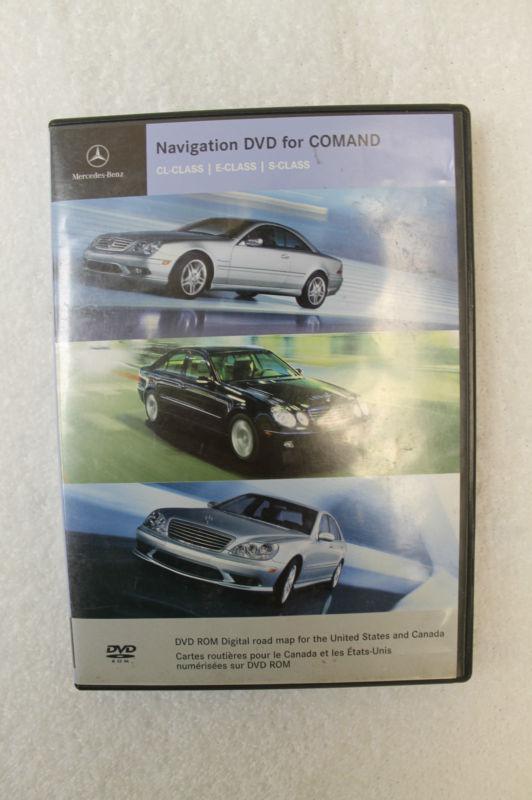 Mercedes-Benz
Navigation DVD for COMAND
CL-CLASS | E-CLASS | S-CLASS
DVD
ROM
DVD ROM Digital road map for the United States and Canada
Cartes routières pour le Canada et les États-Unis
numérisées sur DVD ROM